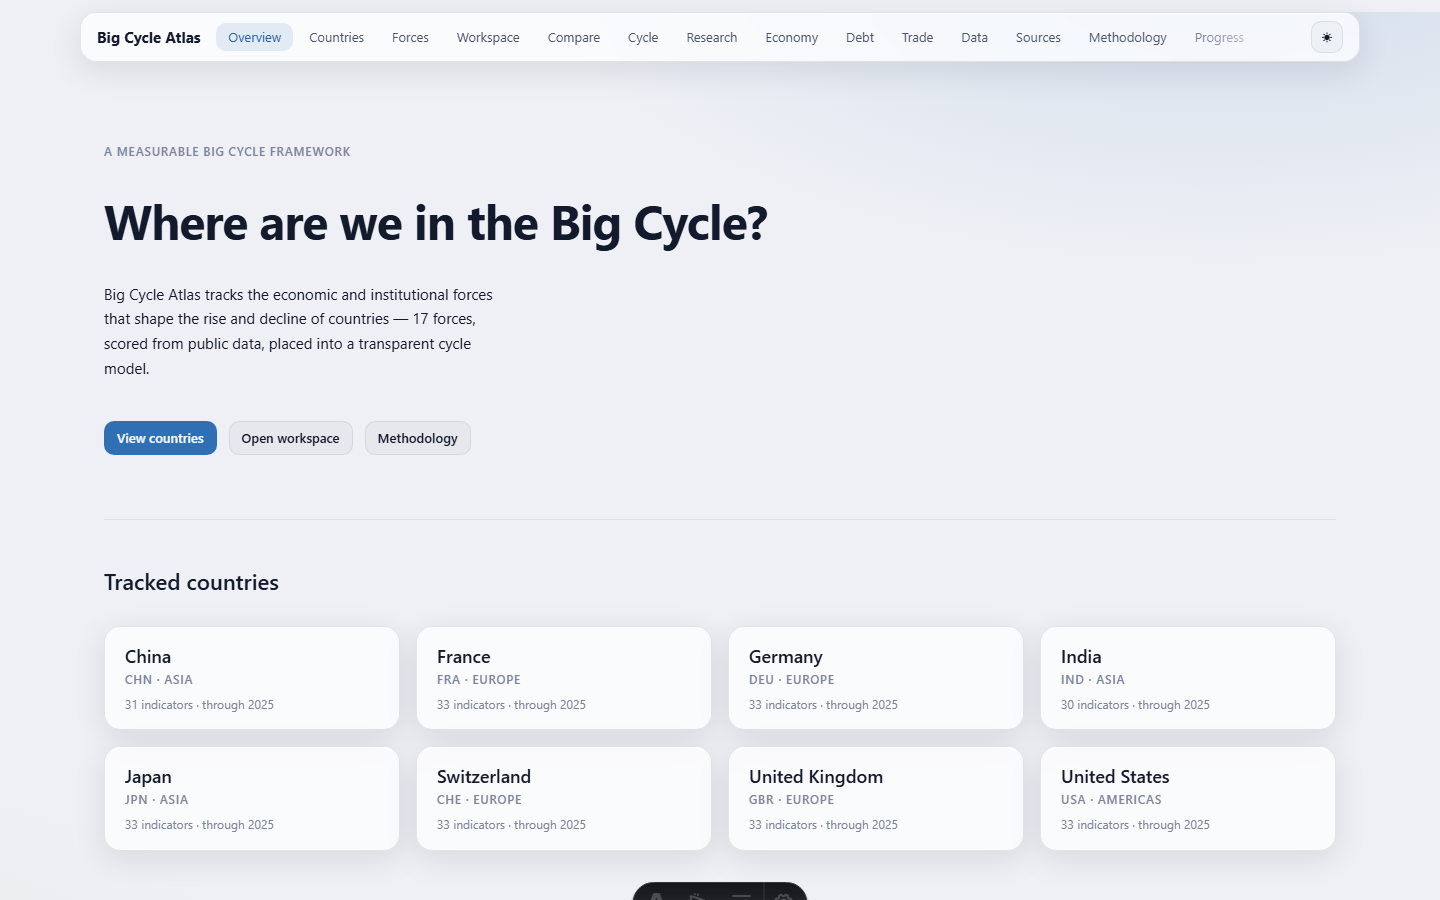 Big Cycle Atlas Overview Countries Forces Workspace Compare Cycle Research Economy Debt Trade Data Sources Methodology Progress
A MEASURABLE BIG CYCLE FRAMEWORK
Where are we in the Big Cycle?
Big Cycle Atlas tracks the economic and institutional forces
that shape the rise and decline of countries — 17 forces,
scored from public data, placed into a transparent cycle
model.
View countries Open workspace Methodology
Tracked countries
China
CHN · ASIA
31 indicators · through 2025
France
FRA · EUROPE
33 indicators · through 2025
Germany
DEU · EUROPE
33 indicators · through 2025
India
IND · ASIA
30 indicators · through 2025
Japan
JPN · ASIA
33 indicators · through 2025
Switzerland
CHE · EUROPE
33 indicators · through 2025
United Kingdom
GBR · EUROPE
33 indicators · through 2025
United States
USA · AMERICAS
33 indicators · through 2025